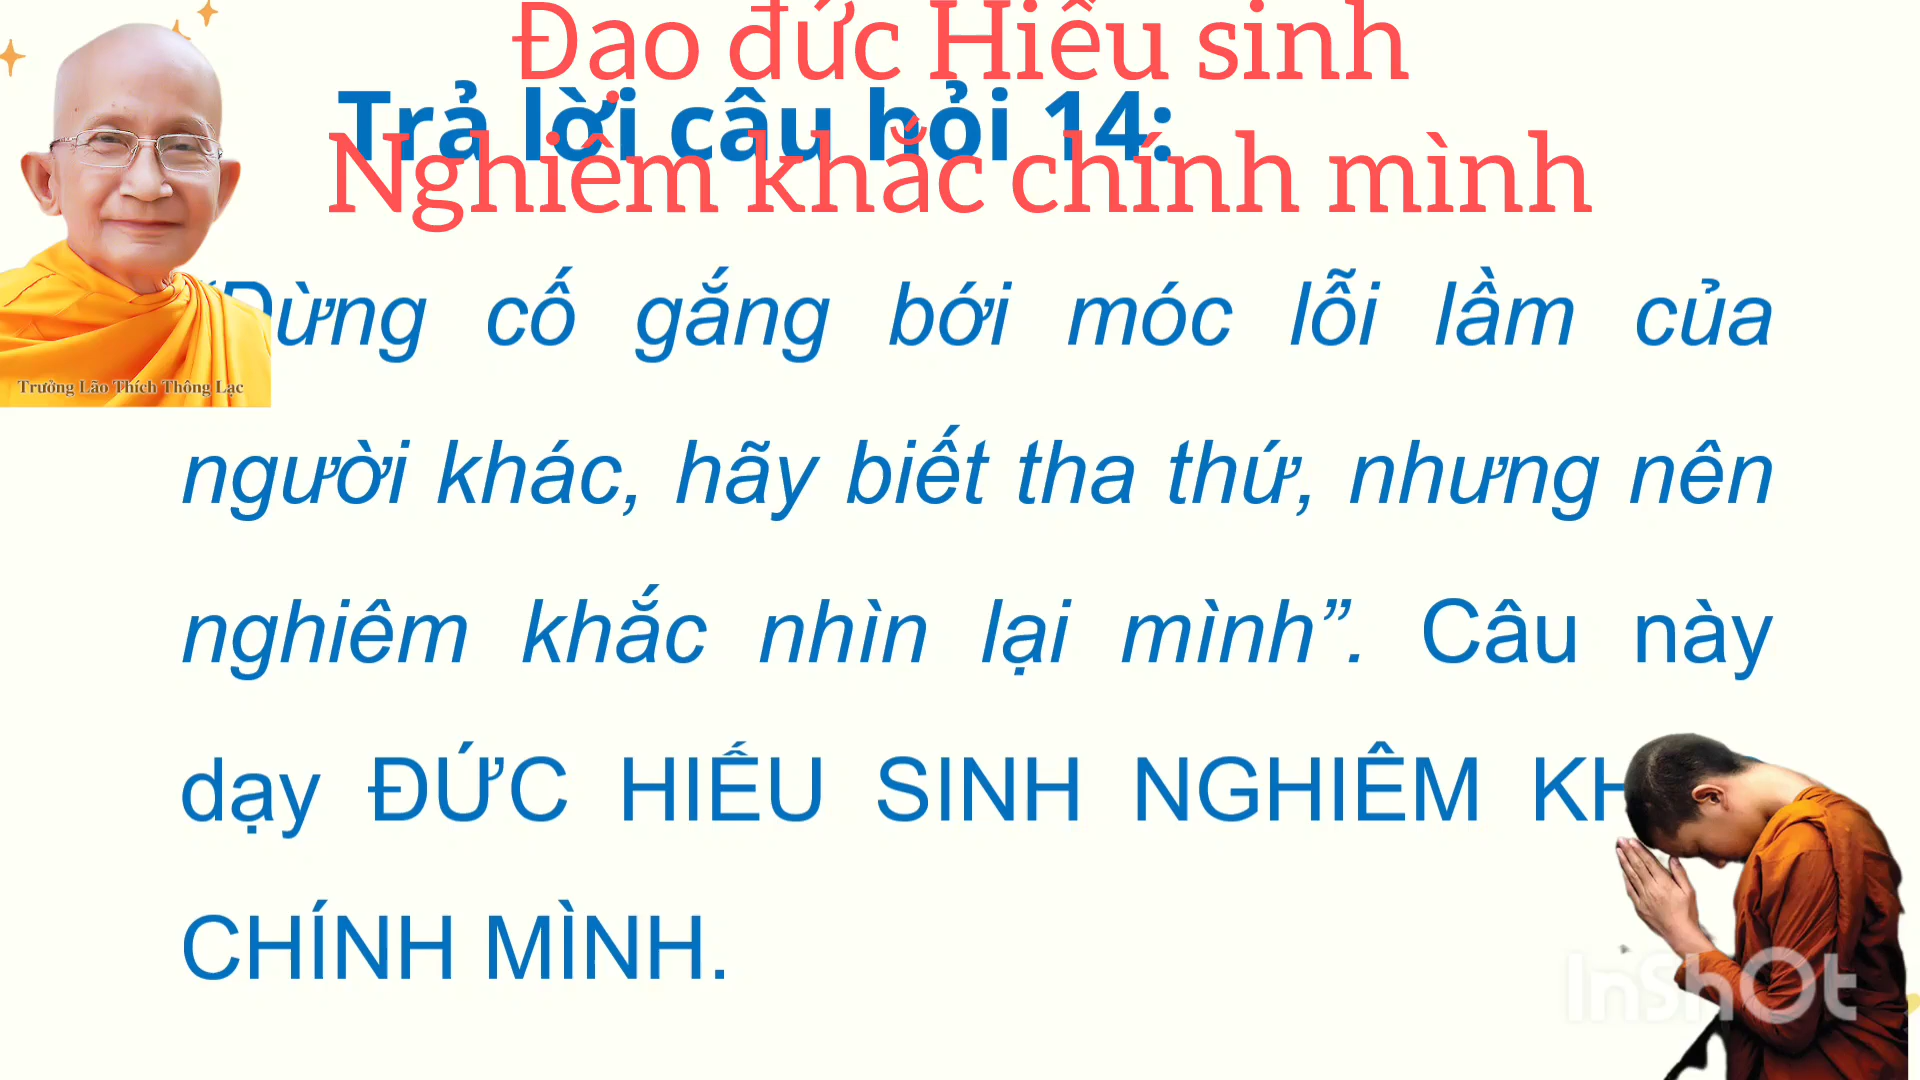 Đạo đức Hiếu sinh
Trả lời câu hỏi 14:
Nghiêm khắc chính mình
“Đừng cố gắng bới móc lỗi lầm của
người khác, hãy biết tha thứ, nhưng nên
nghiêm khắc nhìn lại mình”. Câu này
dạy ĐỨC HIẾU SINH NGHIÊM
CHÍNH MÌNH.
Trưởng Lão Thích Thông Lạc
InShOt